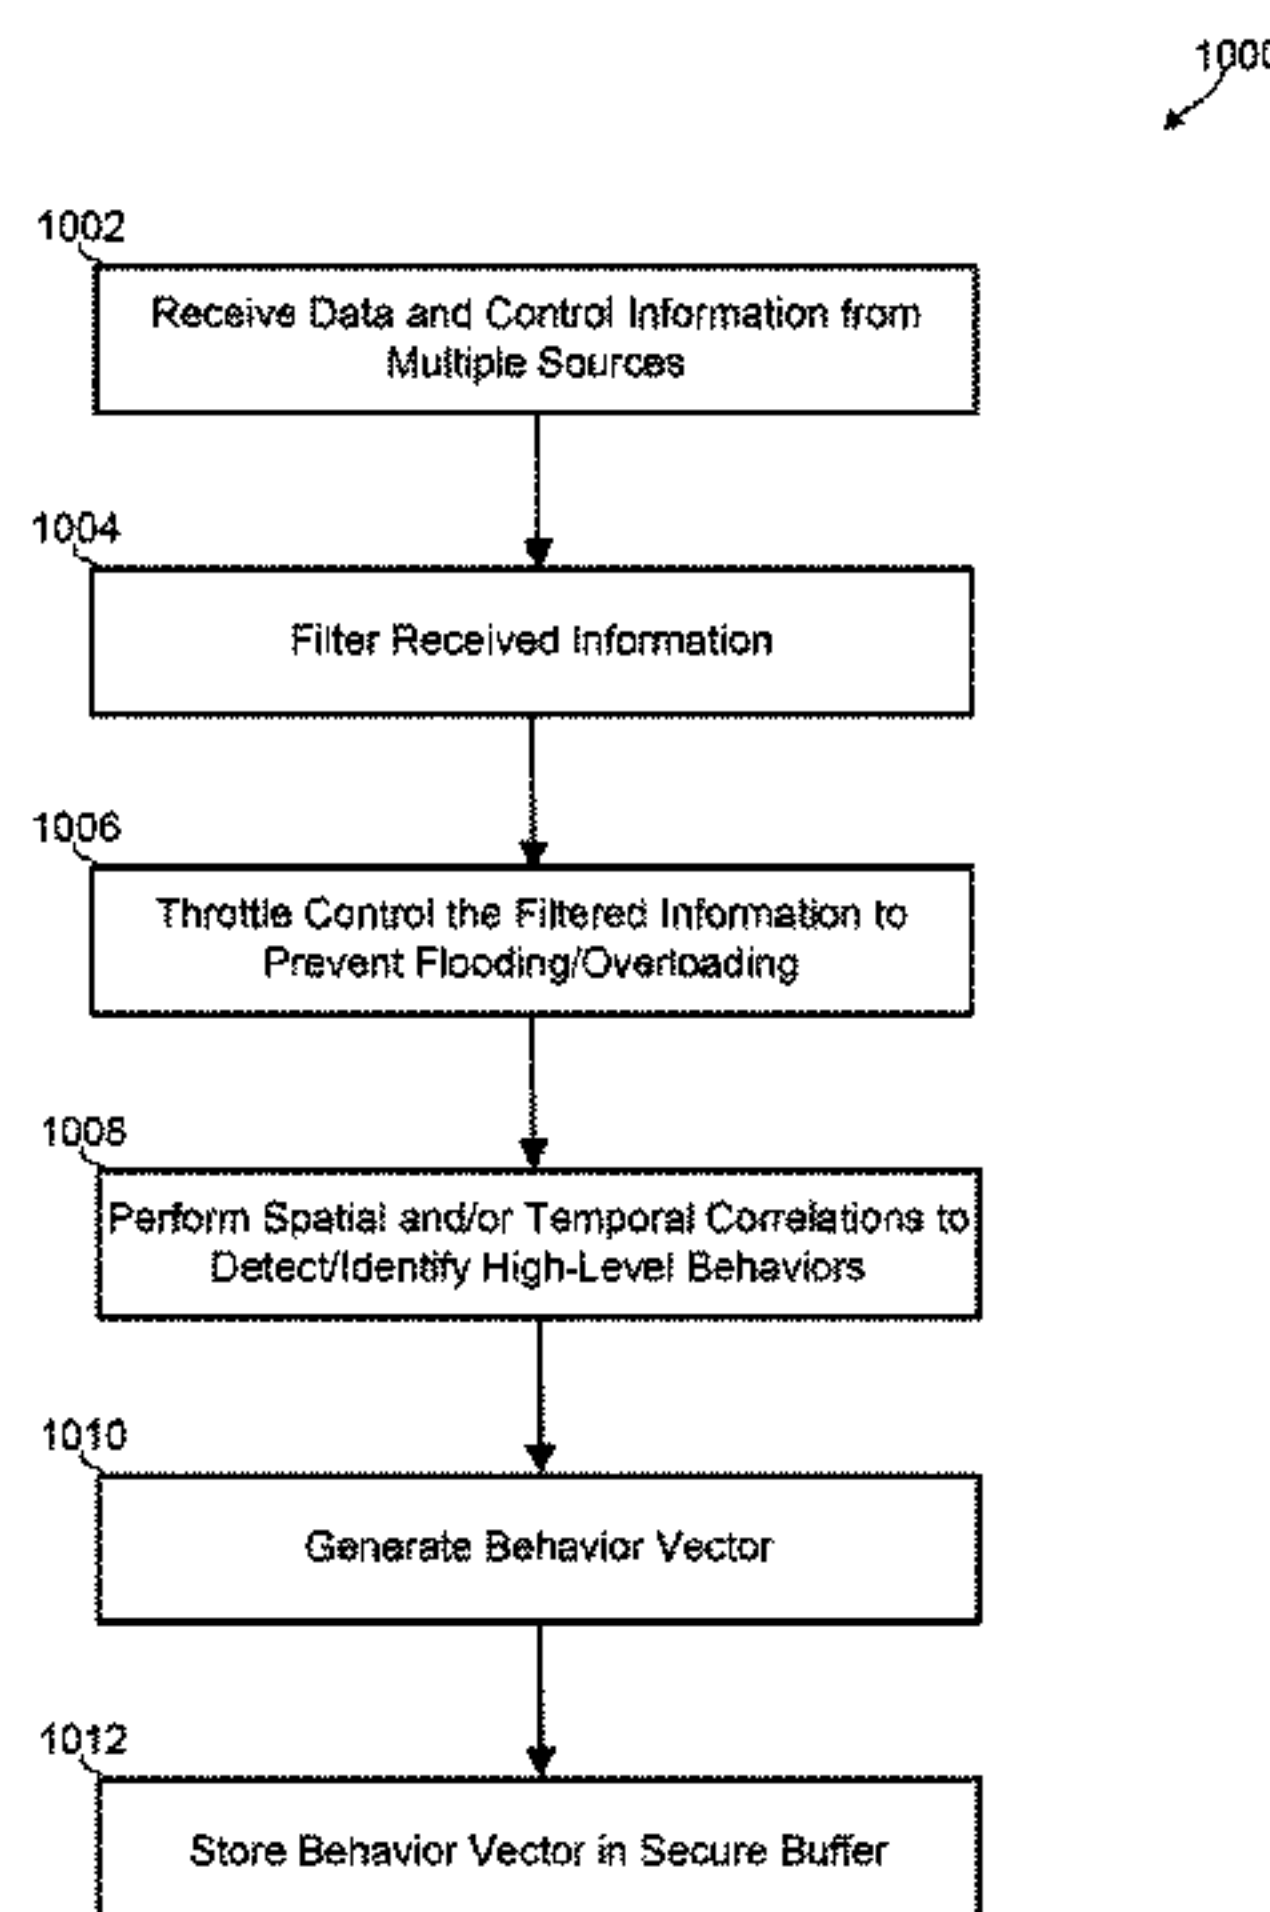 1000
1002
Receive Data and Control Information from
Multiple Sources
1004
Filter Received Information
1006
Throttle Control the Filtered Information to
Prevent Flooding/Overloading
1008
Perform Spatial and/or Temporal Correlations to
Detect/Identify High-Level Behaviors
1010
Generate Behavior Vector
1012
Store Behavior Vector in Secure Buffer